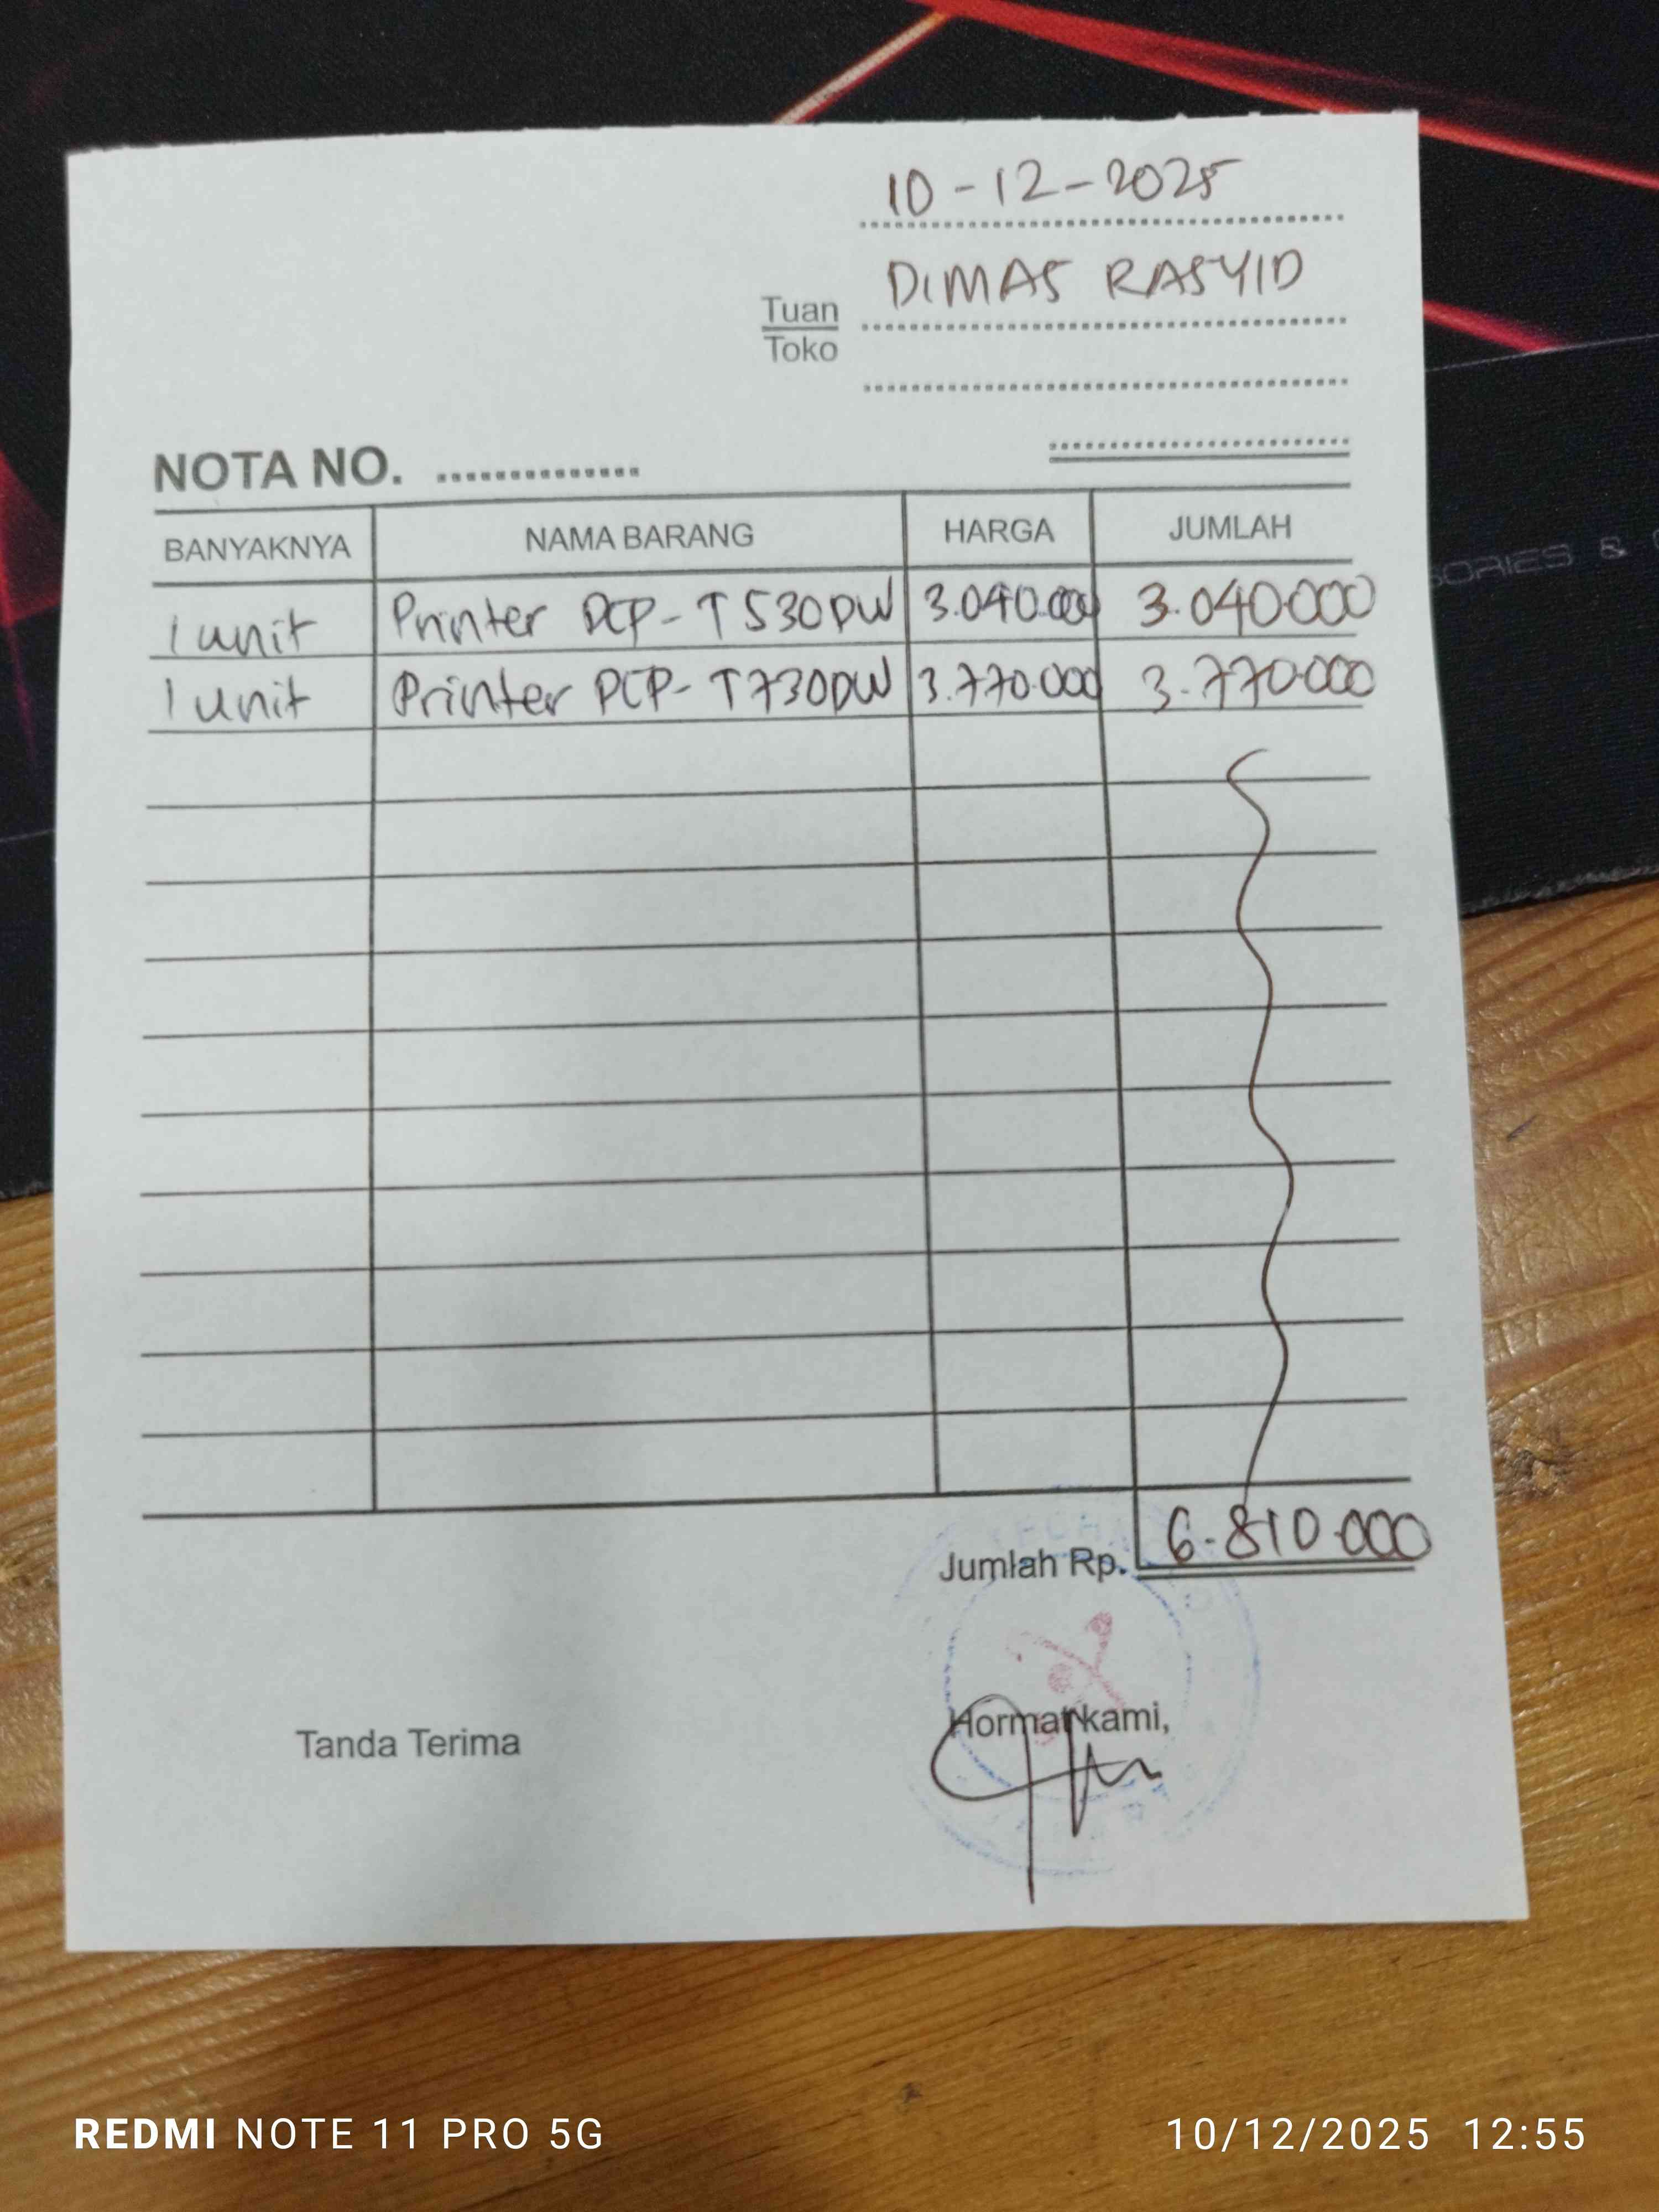 10-12-2025
DIMAS RASYID
Tuan
Toko
NOTA NO. ..............
BANYAKNYA NAMA BARANG HARGA JUMLAH
1 unit Printer DCP-T530DW 3.040.000 3.040.000
1 unit Printer DCP-T730DW 3.770.000 3.770.000
Jumlah Rp. 6.810.000
Tanda Terima Hormat kami,
ORIES &
REDMI NOTE 11 PRO 5G 10/12/2025 12:55